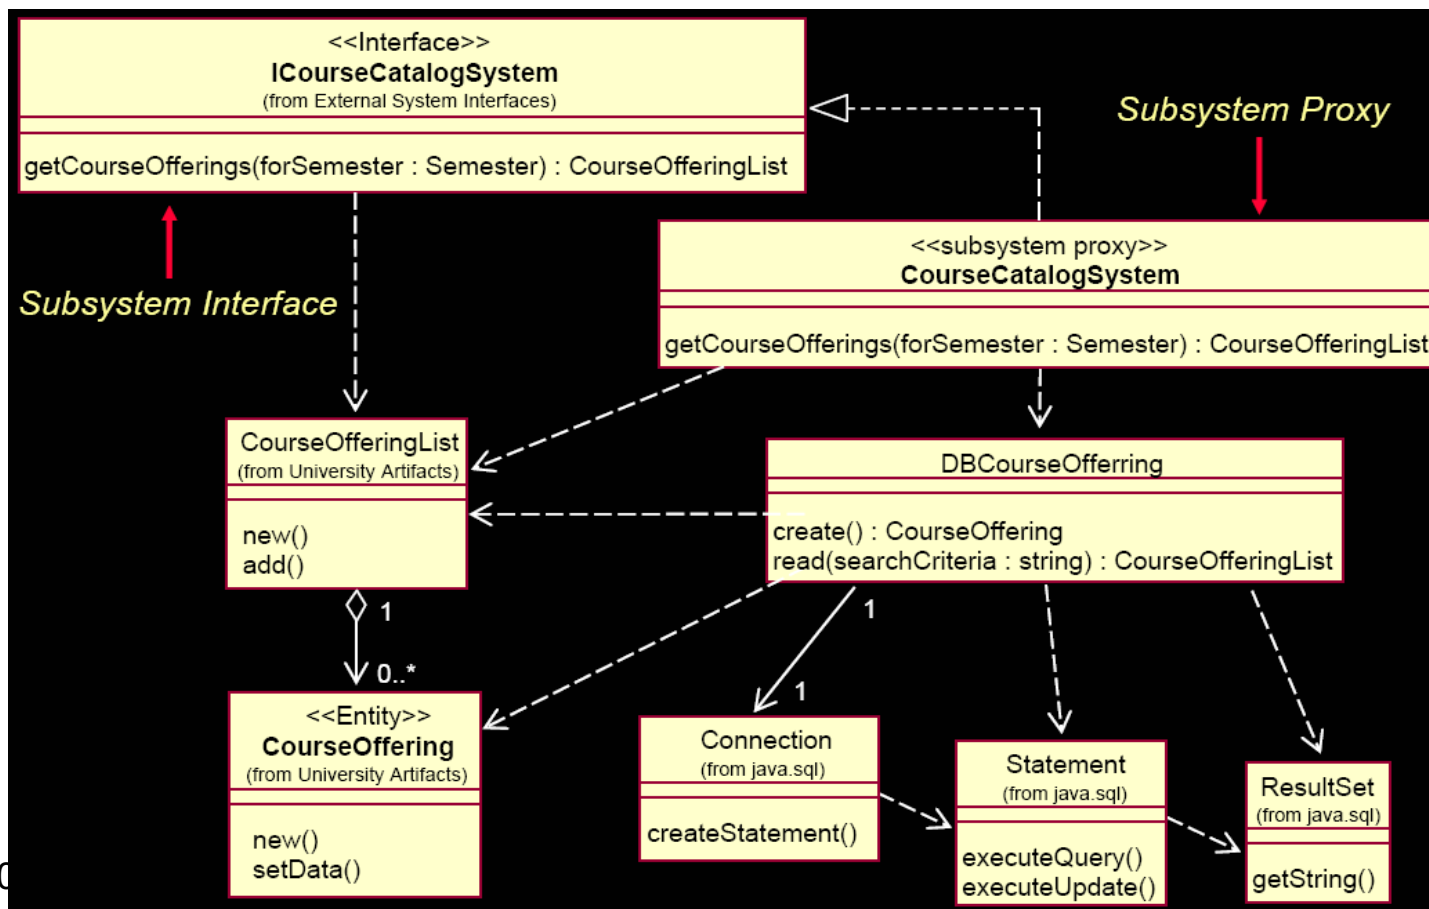 <<Interface>>
ICourseCatalogSystem
(from External System Interfaces)
getCourseOfferings(forSemester : Semester) : CourseOfferingList
Subsystem Proxy
Subsystem Interface
<<subsystem proxy>>
CourseCatalogSystem
getCourseOfferings(forSemester : Semester) : CourseOfferingList
CourseOfferingList
(from University Artifacts)
new()
add()
DBCourseOfferring
create() : CourseOffering
read(searchCriteria : string) : CourseOfferingList
1
0..*
1
1
<<Entity>>
CourseOffering
(from University Artifacts)
new()
setData()
Connection
(from java.sql)
createStatement()
Statement
(from java.sql)
executeQuery()
executeUpdate()
ResultSet
(from java.sql)
getString()